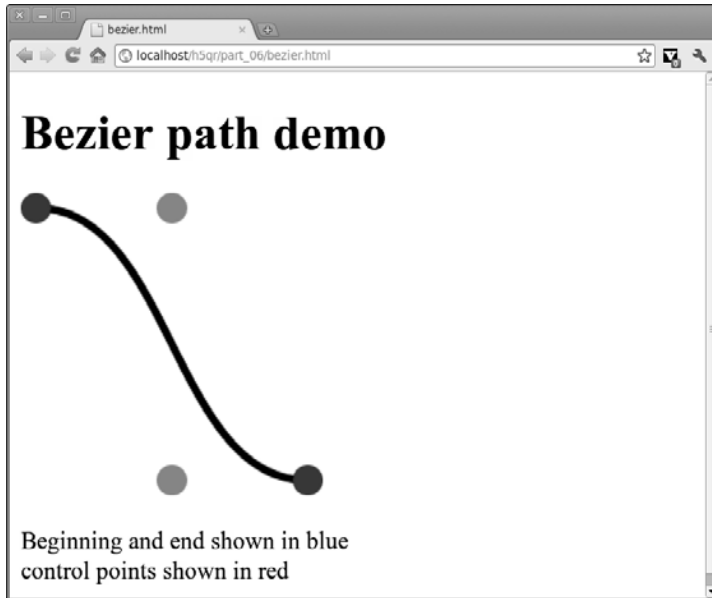 bezier.html
localhost/h5qr/part_06/bezier.html
Bezier path demo
Beginning and end shown in blue
control points shown in red